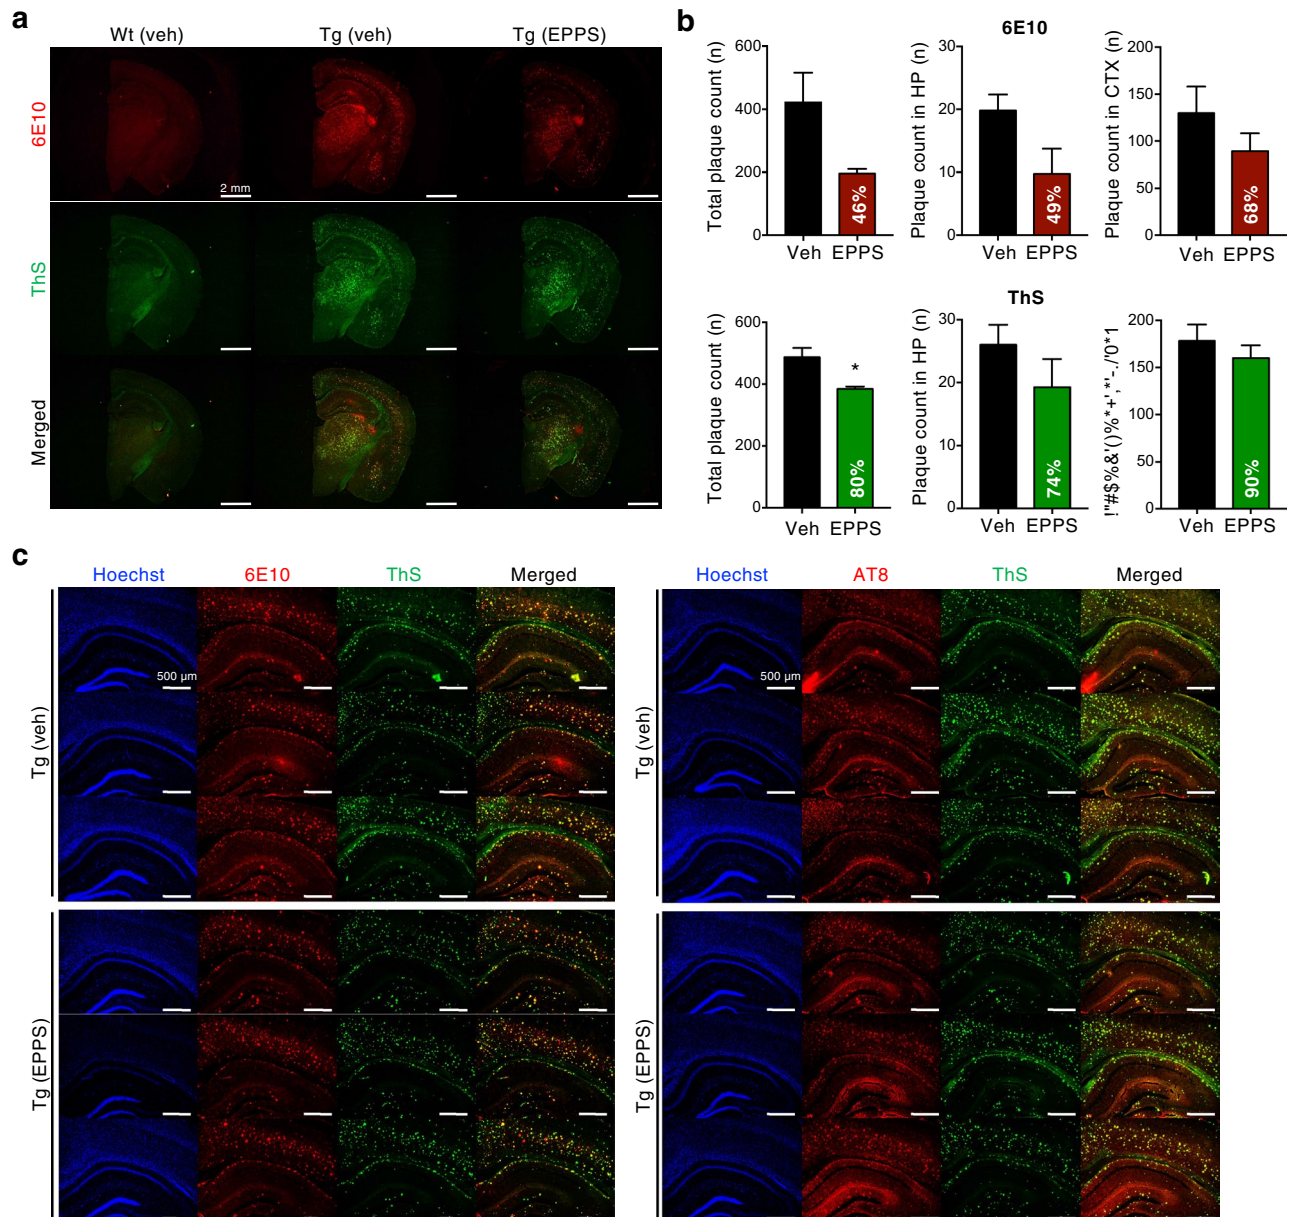 a
Wt (veh)
Tg (veh)
Tg (EPPS)
6E10
2 mm
ThS
Merged
b
6E10
Total plaque count (n)
600
400
200
0
46%
Veh EPPS
Plaque count in HP (n)
30
20
10
0
49%
Veh EPPS
Plaque count in CTX (n)
200
150
100
50
0
68%
Veh EPPS
ThS
Total plaque count (n)
600
400
200
0
*
80%
Veh EPPS
Plaque count in HP (n)
30
20
10
0
74%
Veh EPPS
!"#$%&'()%*+',*'-./'0*1
200
150
100
50
0
90%
Veh EPPS
c
Hoechst
6E10
ThS
Merged
Tg (veh)
500 µm
Tg (EPPS)
Hoechst
AT8
ThS
Merged
Tg (veh)
500 µm
Tg (EPPS)